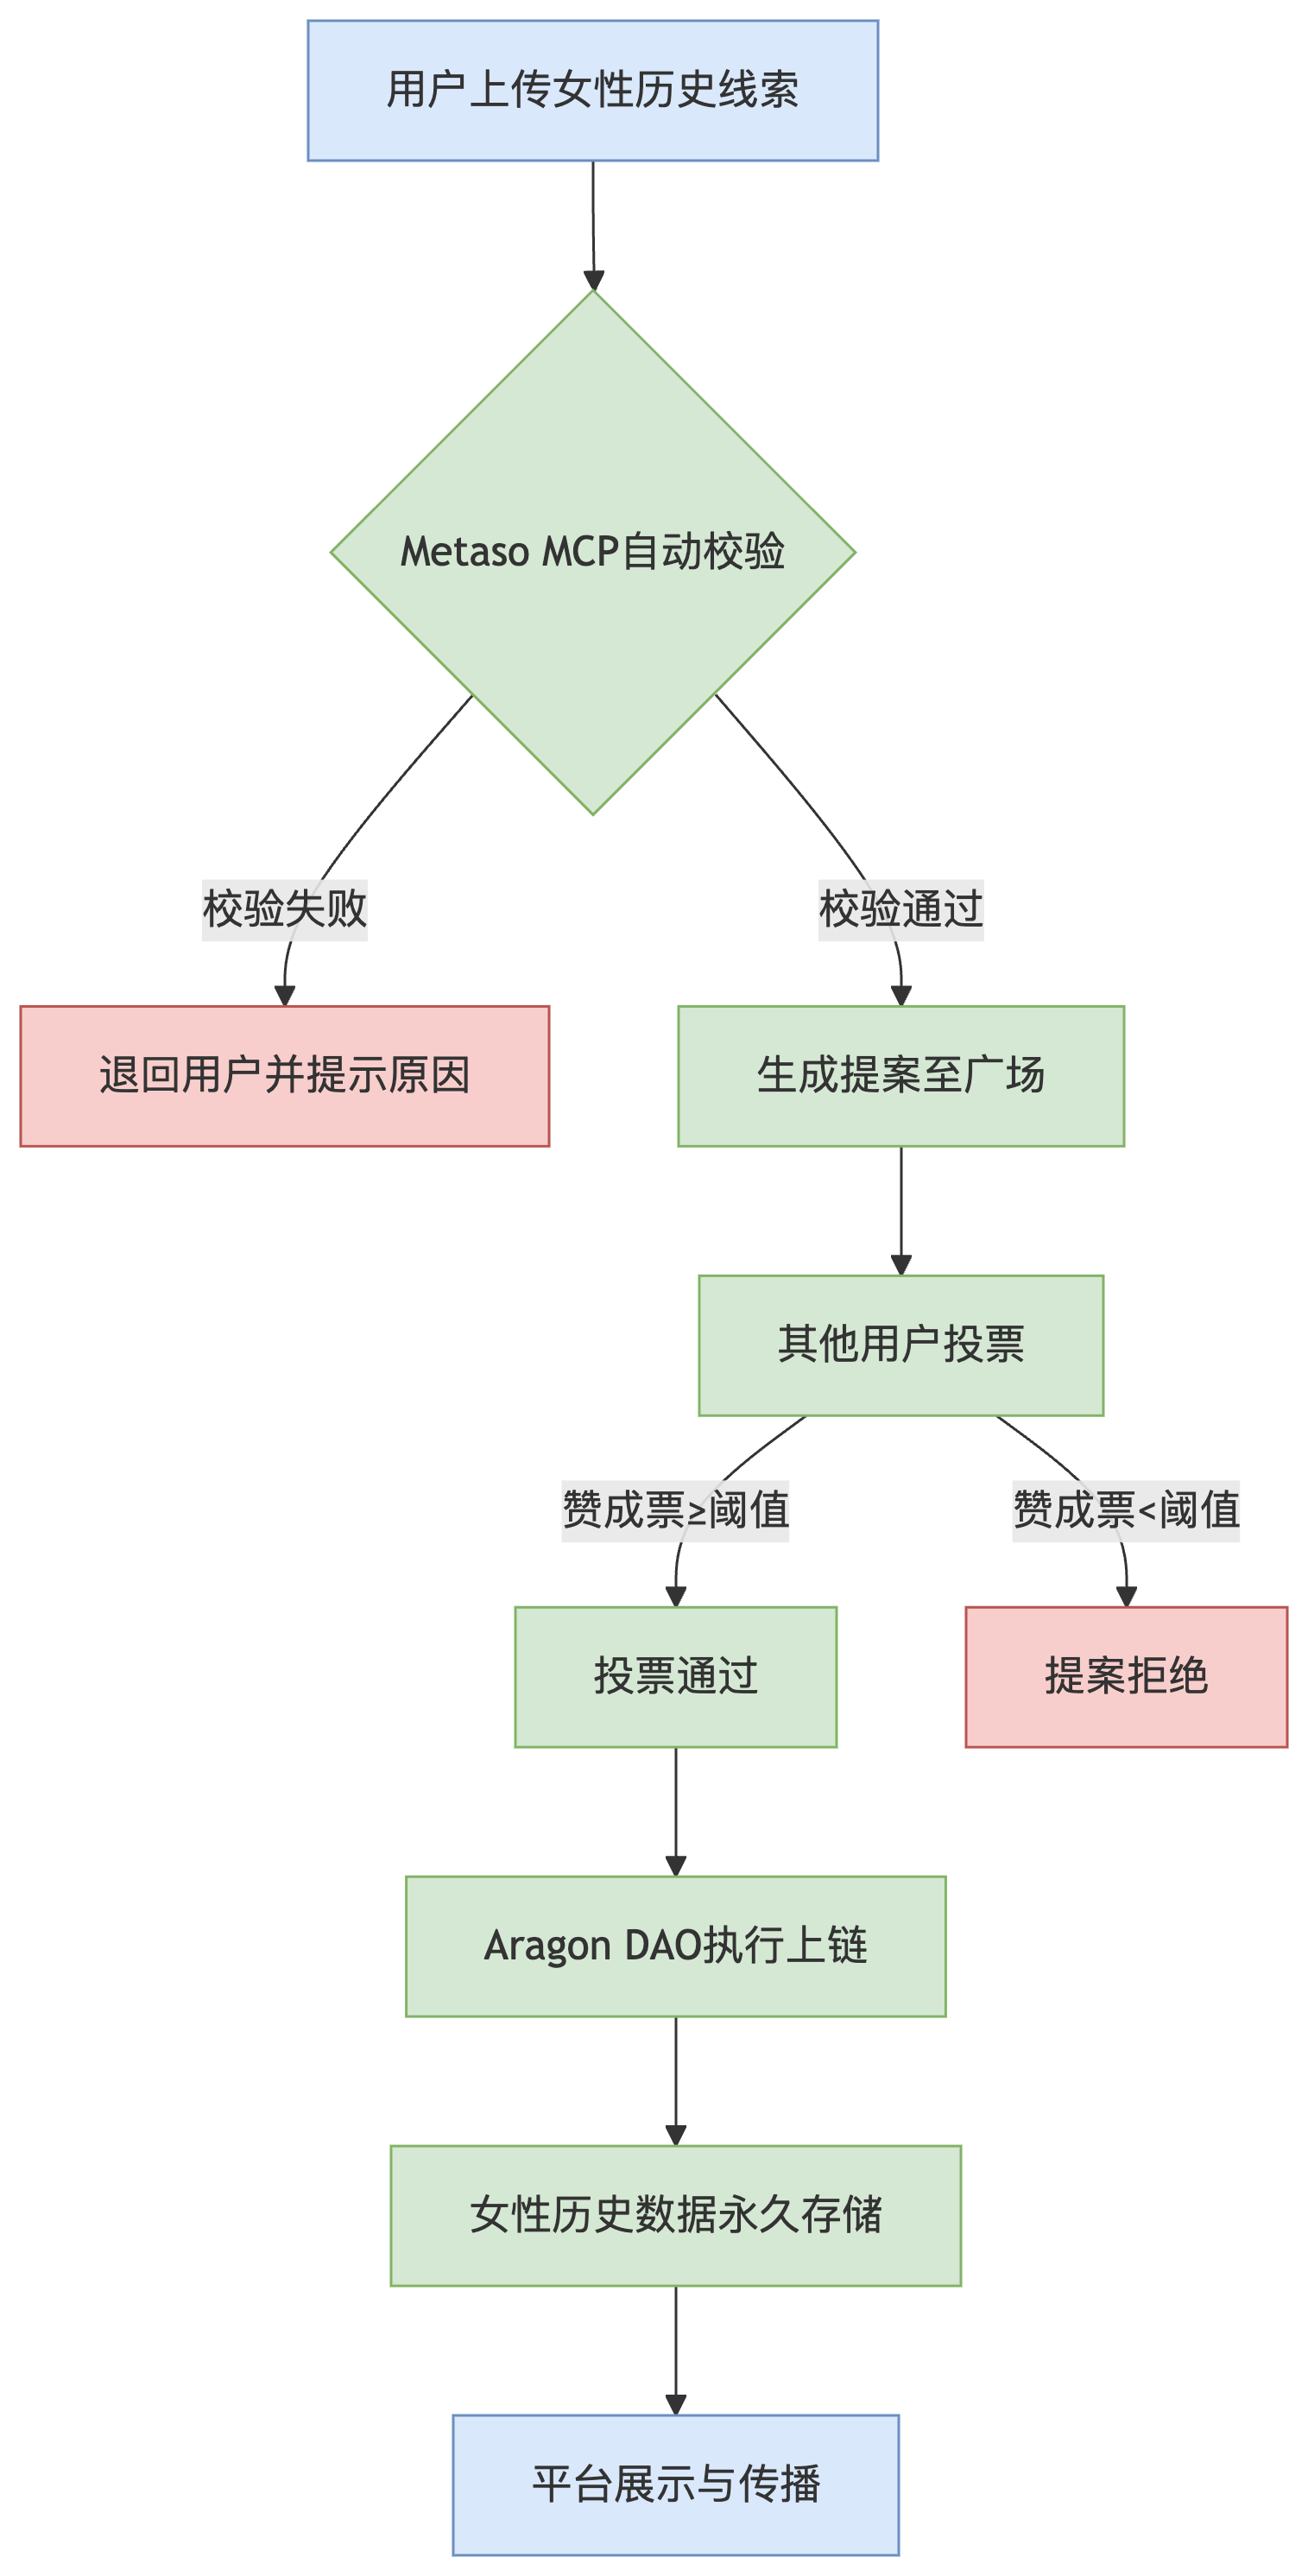 用户上传女性历史线索
Metaso MCP自动校验
校验失败
校验通过
退回用户并提示原因
生成提案至广场
其他用户投票
赞成票≥阈值
赞成票<阈值
投票通过
提案拒绝
Aragon DAO执行上链
女性历史数据永久存储
平台展示与传播